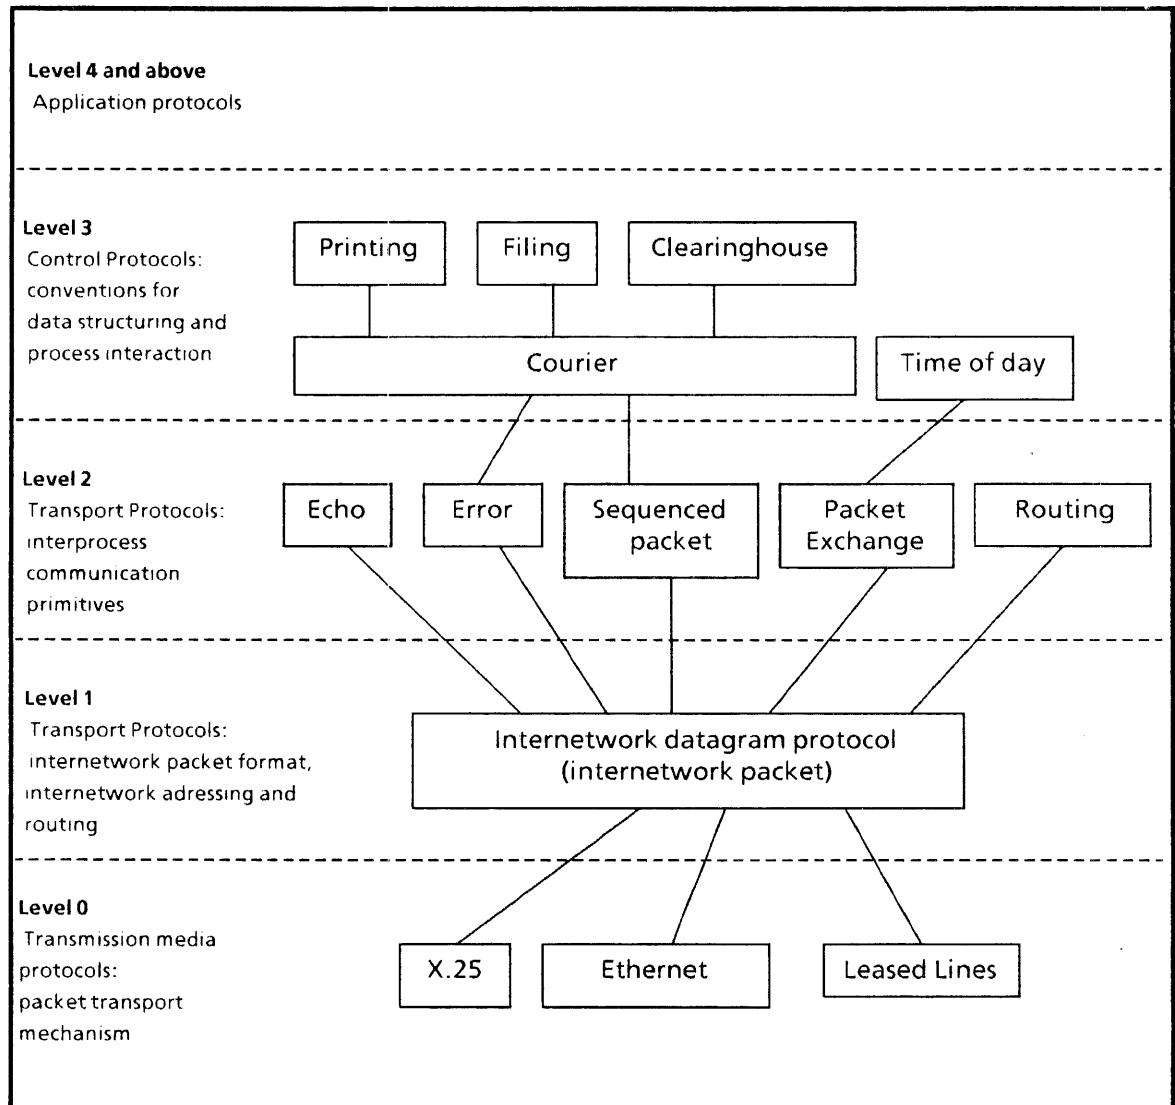 Level 4 and above
Application protocols
Level 3
Control Protocols:
conventions for
data structuring and
process interaction
Printing
Filing
Clearinghouse
Courier
Time of day
Level 2
Transport Protocols:
interprocess
communication
primitives
Echo
Error
Sequenced
packet
Packet
Exchange
Routing
Level 1
Transport Protocols:
internetwork packet format,
internetwork adressing and
routing
Internetwork datagram protocol
(internetwork packet)
Level 0
Transmission media
protocols:
packet transport
mechanism
X.25
Ethernet
Leased Lines